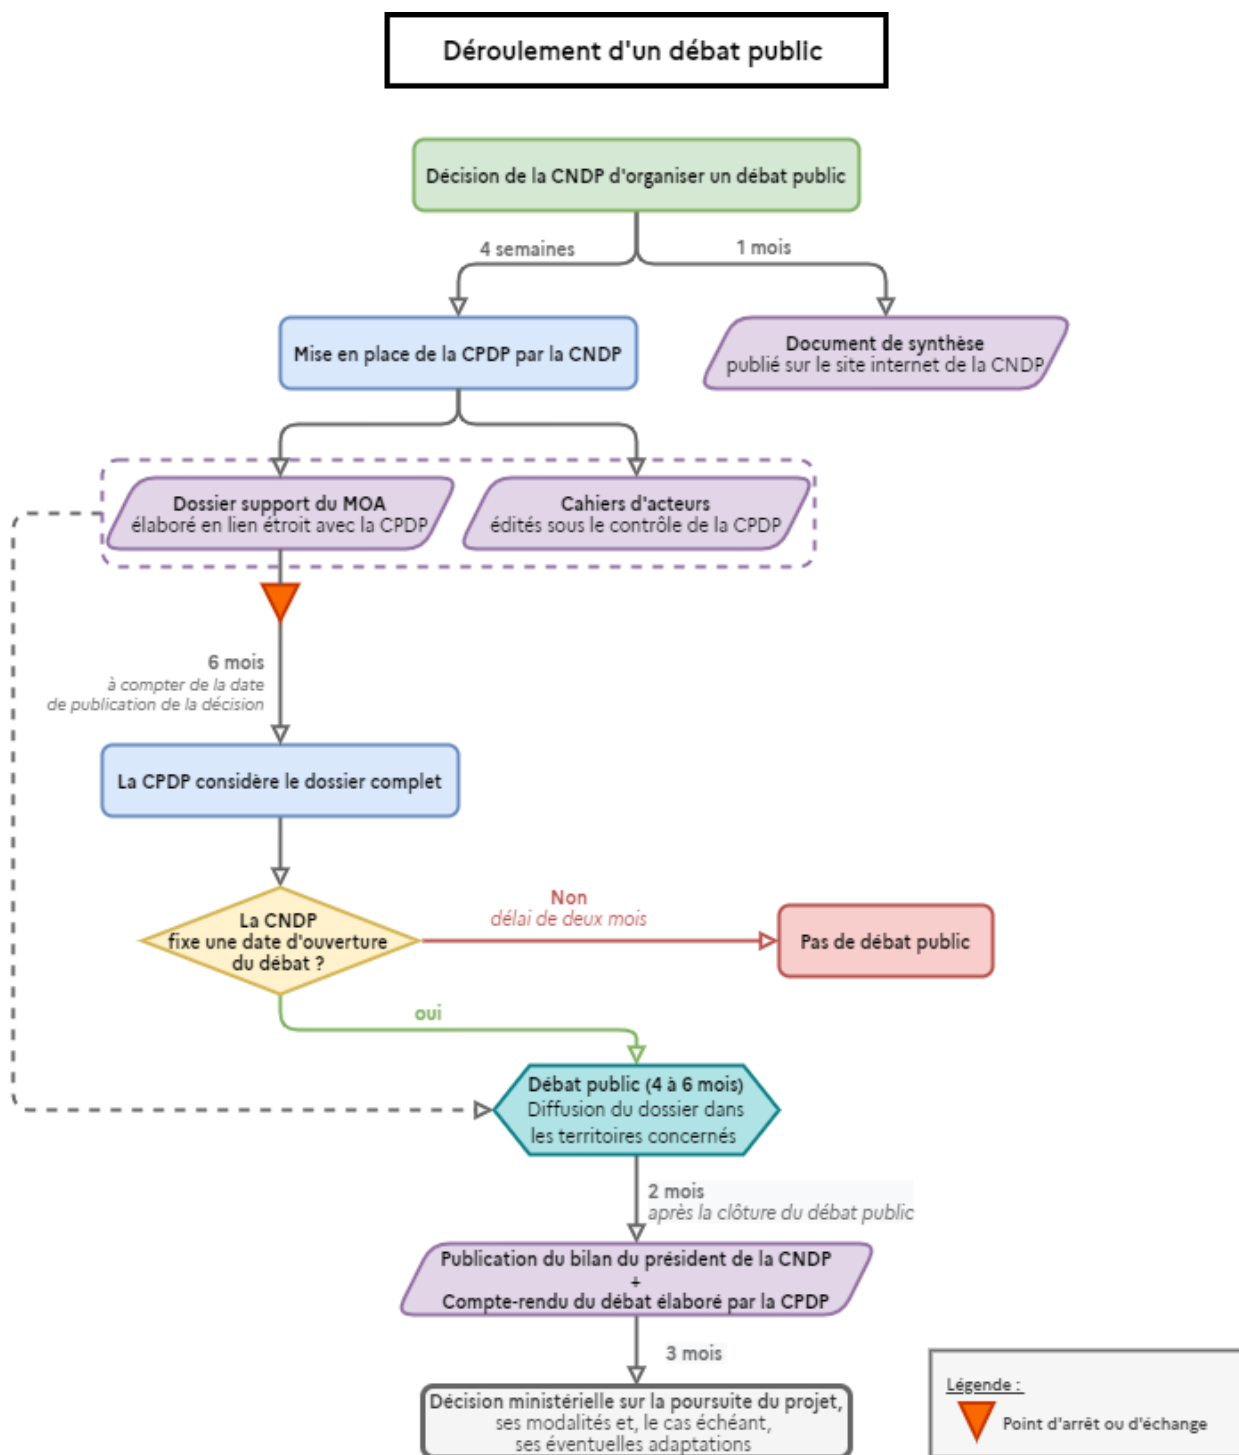 Déroulement d'un débat public
Décision de la CNDP d'organiser un débat public
4 semaines
1 mois
Mise en place de la CPDP par la CNDP
Document de synthèse
publié sur le site internet de la CNDP
Dossier support du MOA
élaboré en lien étroit avec la CPDP
Cahiers d'acteurs
édités sous le contrôle de la CPDP
6 mois
à compter de la date
de publication de la décision
La CPDP considère le dossier complet
La CNDP
fixe une date d'ouverture
du débat ?
Non
délai de deux mois
Pas de débat public
oui
Débat public (4 à 6 mois)
Diffusion du dossier dans
les territoires concernés
2 mois
après la clôture du débat public
Publication du bilan du président de la CNDP
+
Compte-rendu du débat élaboré par la CPDP
3 mois
Décision ministérielle sur la poursuite du projet,
ses modalités et, le cas échéant,
ses éventuelles adaptations
Légende :
Point d'arrêt ou d'échange